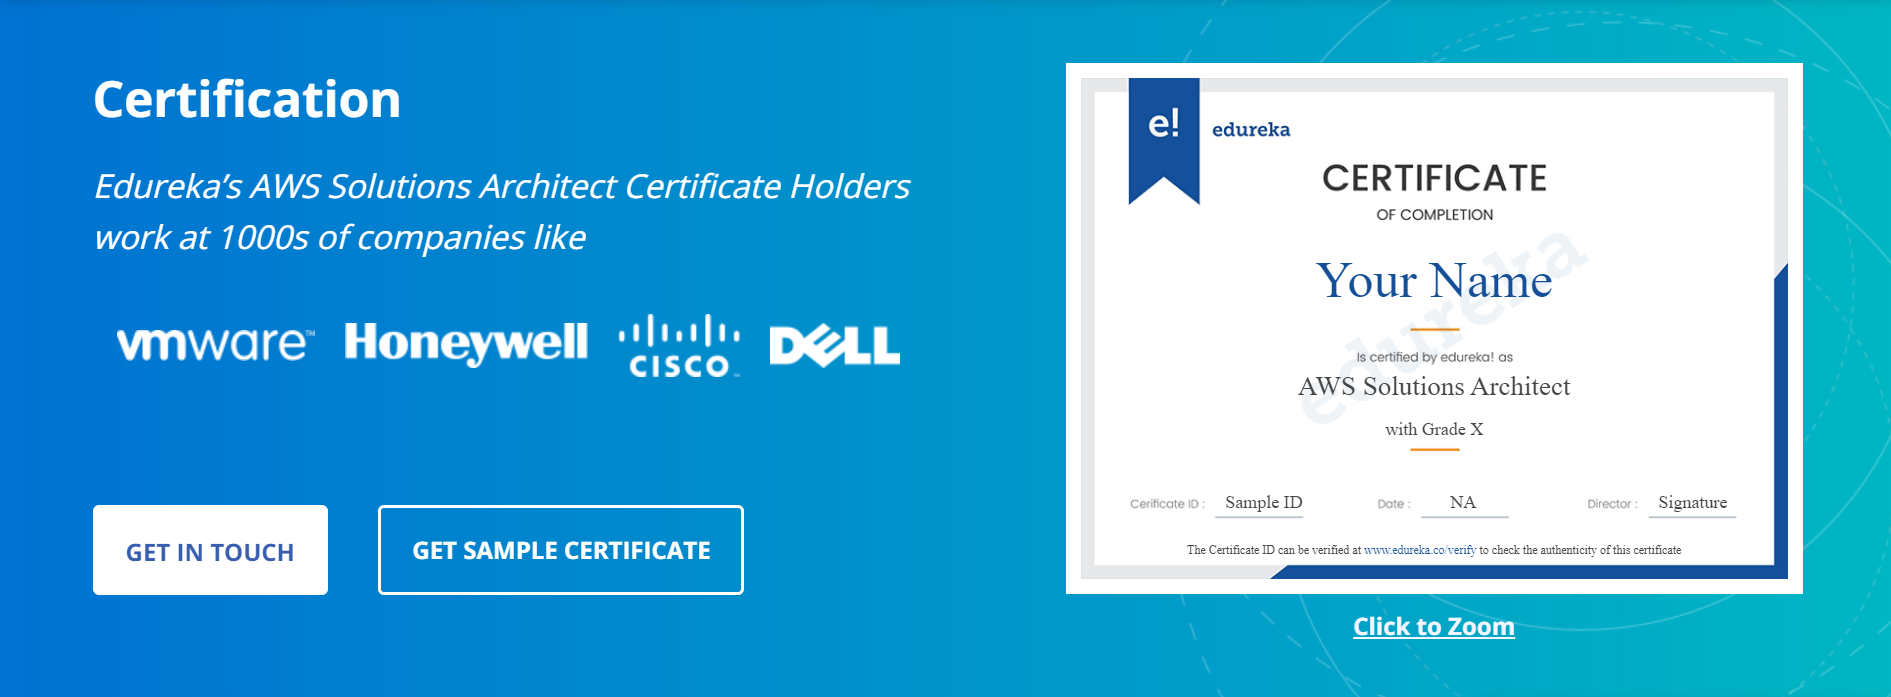 Certification
Edureka’s AWS Solutions Architect Certificate Holders
work at 1000s of companies like
vmware™ Honeywell CISCO™ DELL
GET IN TOUCH
GET SAMPLE CERTIFICATE
e! edureka
CERTIFICATE
OF COMPLETION
Your Name
edureka
Is certified by edureka! as
AWS Solutions Architect
with Grade X
Cerificate ID : Sample ID Date : NA Director : Signature
The Certificate ID can be verified at www.edureka.co/verify to check the authenticity of this certificate
Click to Zoom